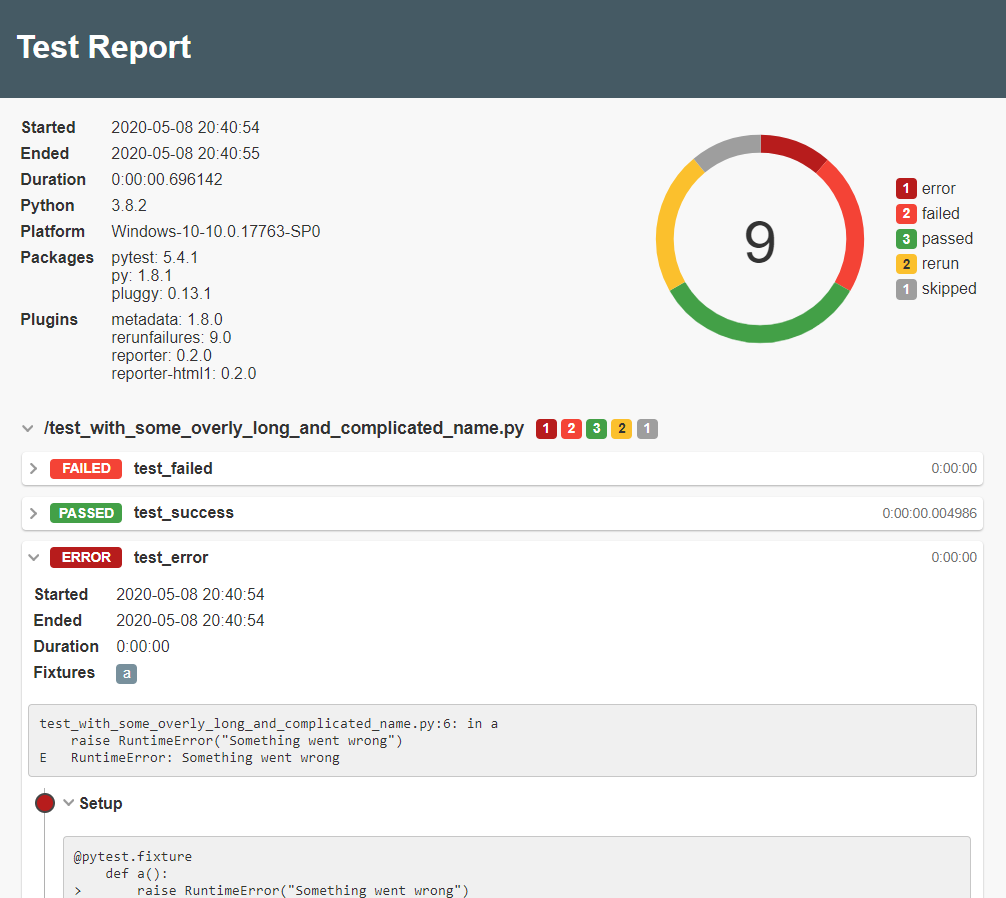 Test Report
Started 2020-05-08 20:40:54
Ended 2020-05-08 20:40:55
Duration 0:00:00.696142
Python 3.8.2
Platform Windows-10-10.0.17763-SP0
Packages pytest: 5.4.1
py: 1.8.1
pluggy: 0.13.1
Plugins metadata: 1.8.0
rerunfailures: 9.0
reporter: 0.2.0
reporter-html1: 0.2.0
9
1 error
2 failed
3 passed
2 rerun
1 skipped
/test_with_some_overly_long_and_complicated_name.py 1 2 3 2 1
FAILED test_failed 0:00:00
PASSED test_success 0:00:00.004986
ERROR test_error 0:00:00
Started 2020-05-08 20:40:54
Ended 2020-05-08 20:40:54
Duration 0:00:00
Fixtures a
test_with_some_overly_long_and_complicated_name.py:6: in a
    raise RuntimeError("Something went wrong")
E   RuntimeError: Something went wrong
Setup
@pytest.fixture
    def a():
>       raise RuntimeError("Something went wrong")